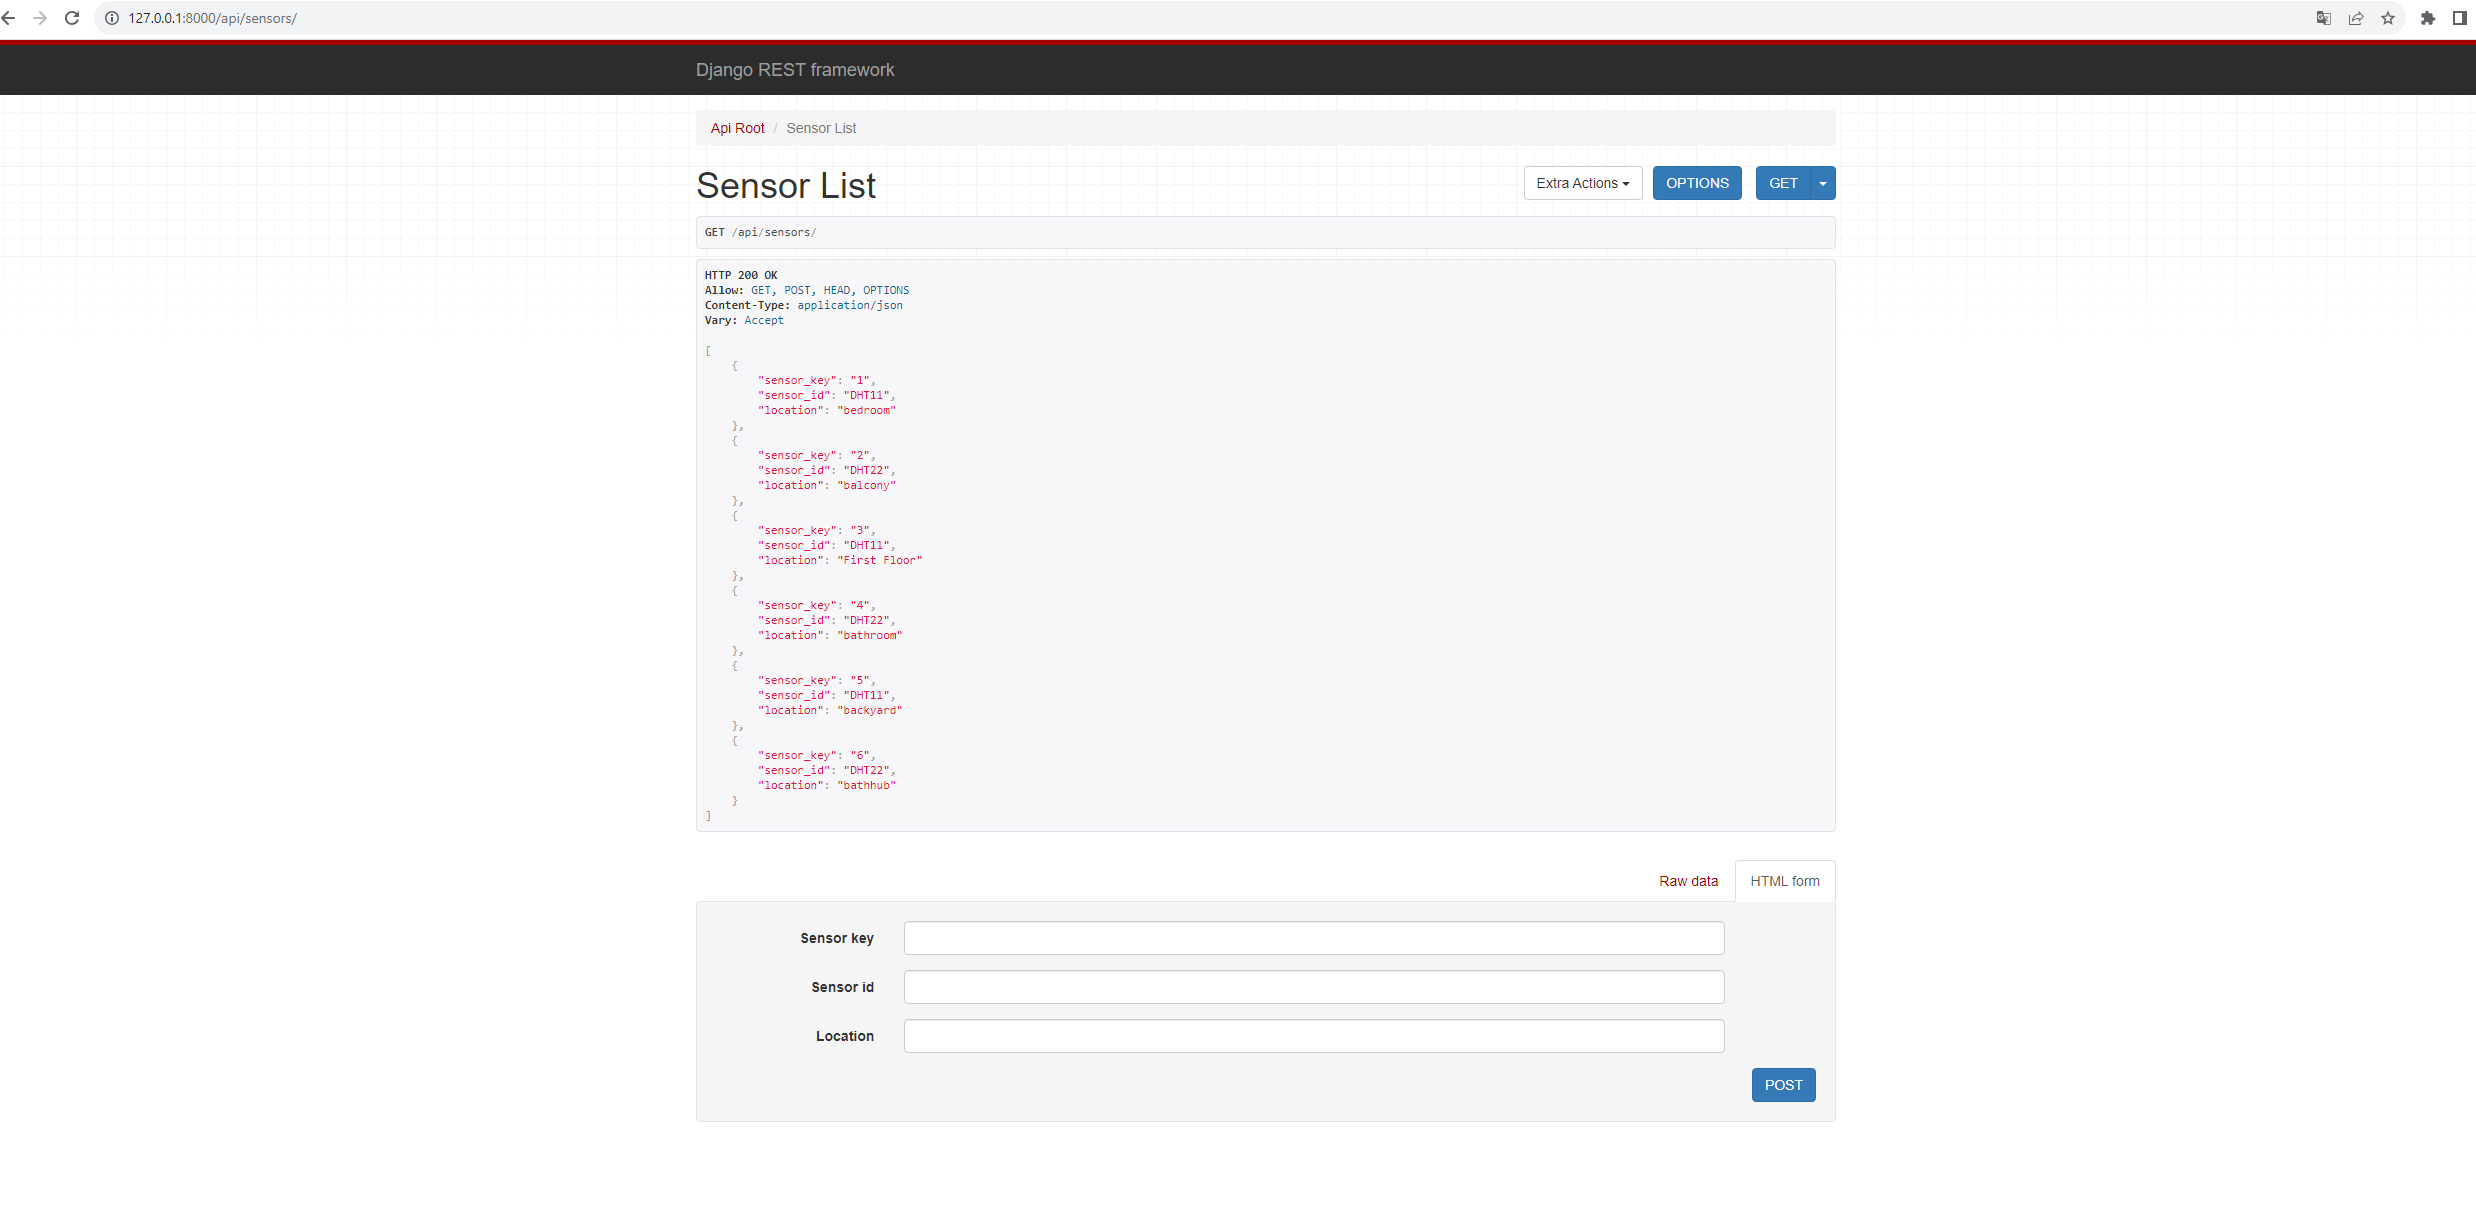 127.0.0.1:8000/api/sensors/
Django REST framework
Api Root / Sensor List
Sensor List
Extra Actions OPTIONS GET
GET /api/sensors/
HTTP 200 OK
Allow: GET, POST, HEAD, OPTIONS
Content-Type: application/json
Vary: Accept
[
{
"sensor_key": "1",
"sensor_id": "DHT11",
"location": "bedroom"
},
{
"sensor_key": "2",
"sensor_id": "DHT22",
"location": "balcony"
},
{
"sensor_key": "3",
"sensor_id": "DHT11",
"location": "First Floor"
},
{
"sensor_key": "4",
"sensor_id": "DHT22",
"location": "bathroom"
},
{
"sensor_key": "5",
"sensor_id": "DHT11",
"location": "backyard"
},
{
"sensor_key": "6",
"sensor_id": "DHT22",
"location": "bathhub"
}
]
Raw data HTML form
Sensor key
Sensor id
Location
POST